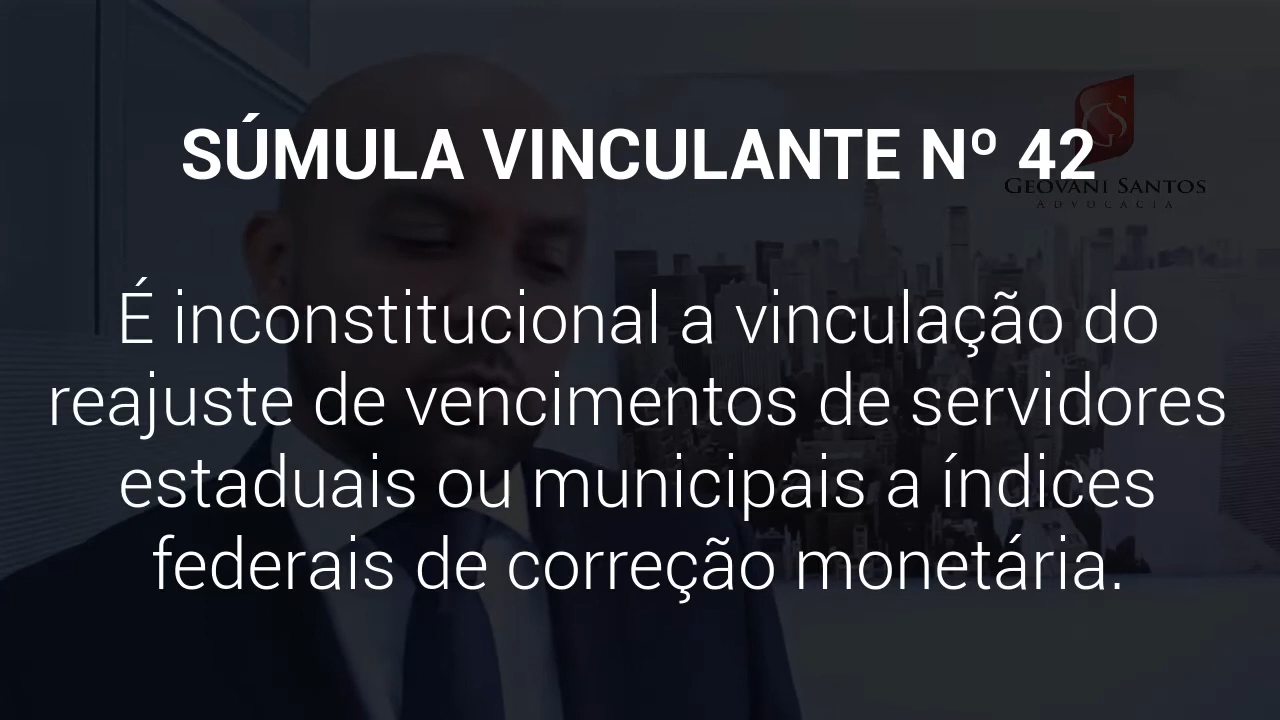 SÚMULA VINCULANTE Nº 42
GEOVANI SANTOS
ADVOCACIA
É inconstitucional a vinculação do
reajuste de vencimentos de servidores
estaduais ou municipais a índices
federais de correção monetária.